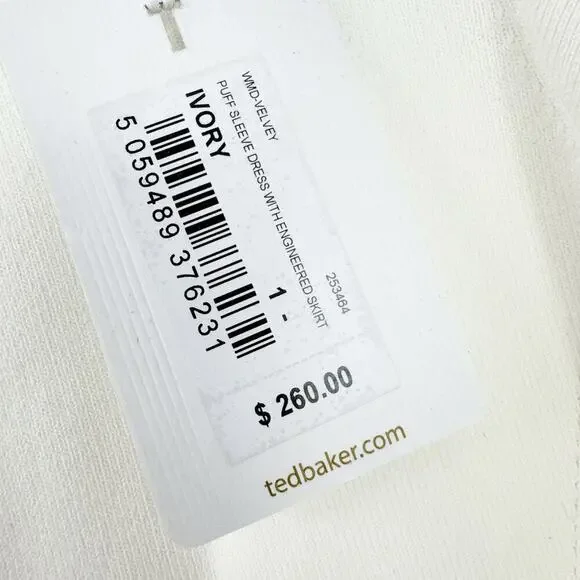 T
WMD-VELVEY
253464
PUFF SLEEVE DRESS WITH ENGINEERED SKIRT
IVORY
1 -
5 059489 376231
$ 260.00
tedbaker.com